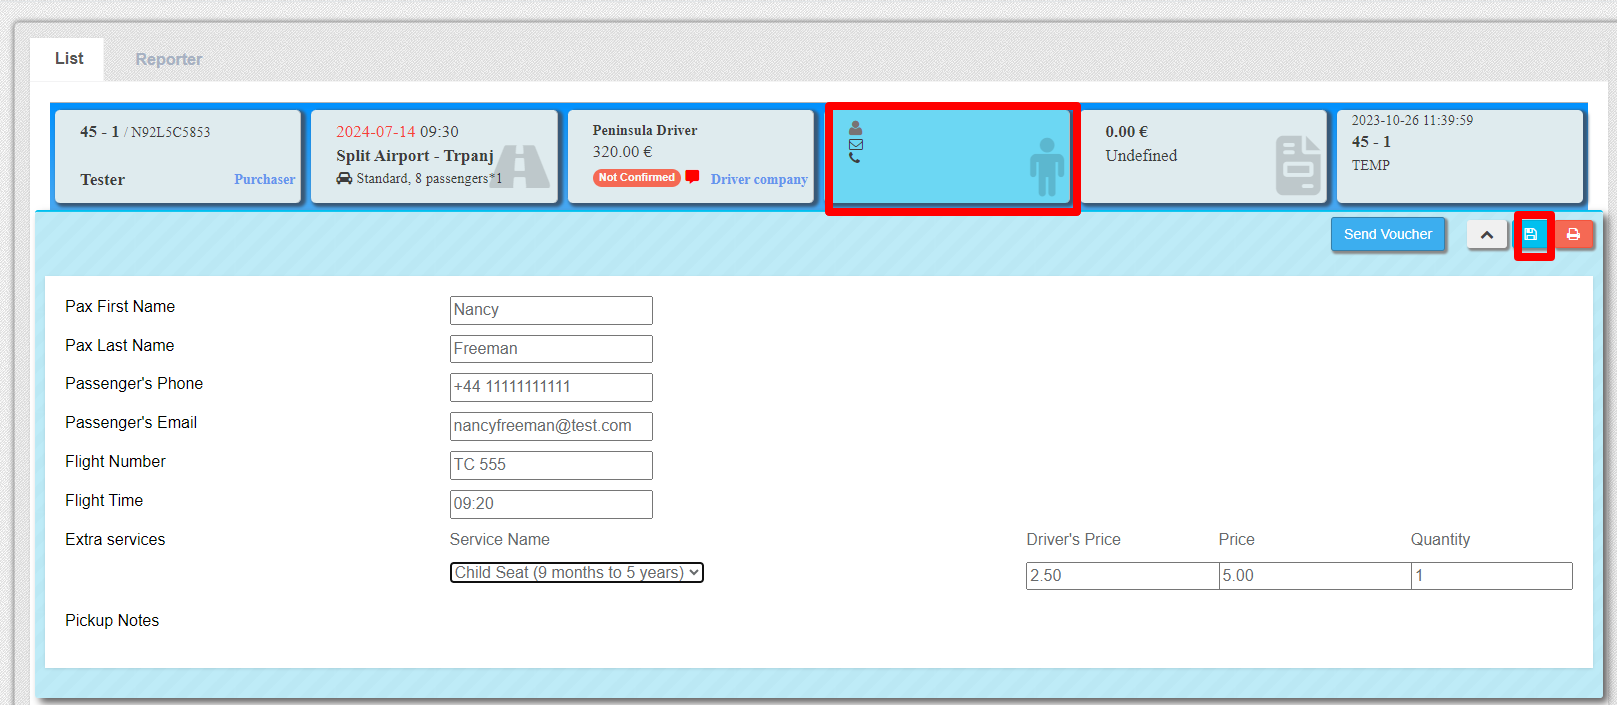 List
Reporter
45 - 1 / N92L5C5853
Tester
Purchaser
2024-07-14 09:30
Split Airport - Trpanj
Standard, 8 passengers*1
Peninsula Driver
320.00 €
Not Confirmed
Driver company
0.00 €
Undefined
2023-10-26 11:39:59
45 - 1
TEMP
Send Voucher
Pax First Name
Nancy
Pax Last Name
Freeman
Passenger's Phone
+44 11111111111
Passenger's Email
nancyfreeman@test.com
Flight Number
TC 555
Flight Time
09:20
Extra services
Service Name
Driver's Price
Price
Quantity
Child Seat (9 months to 5 years)
2.50
5.00
1
Pickup Notes